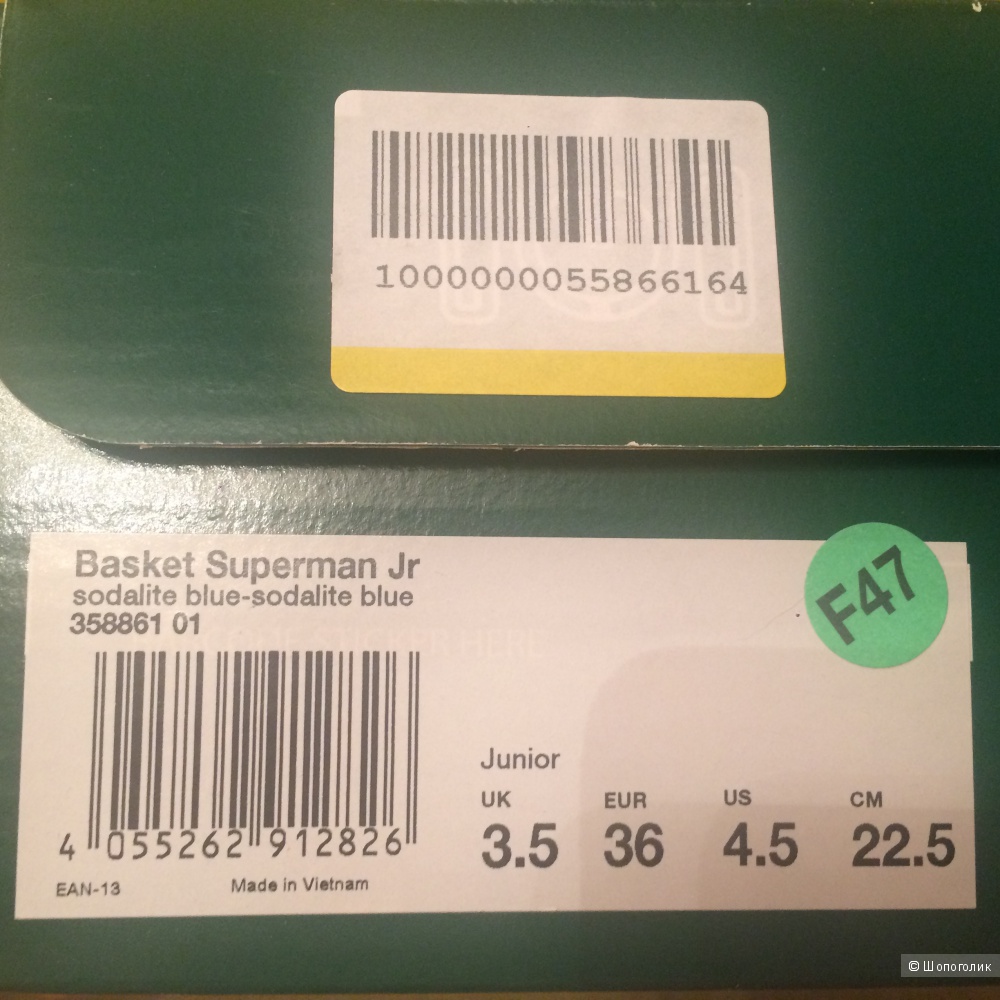 1000000055866164
Basket Superman Jr
sodalite blue-sodalite blue
358861 01
F47
Junior
UK EUR US CM
3.5 36 4.5 22.5
4 055262 912826
EAN-13 Made in Vietnam
© Шопоголик